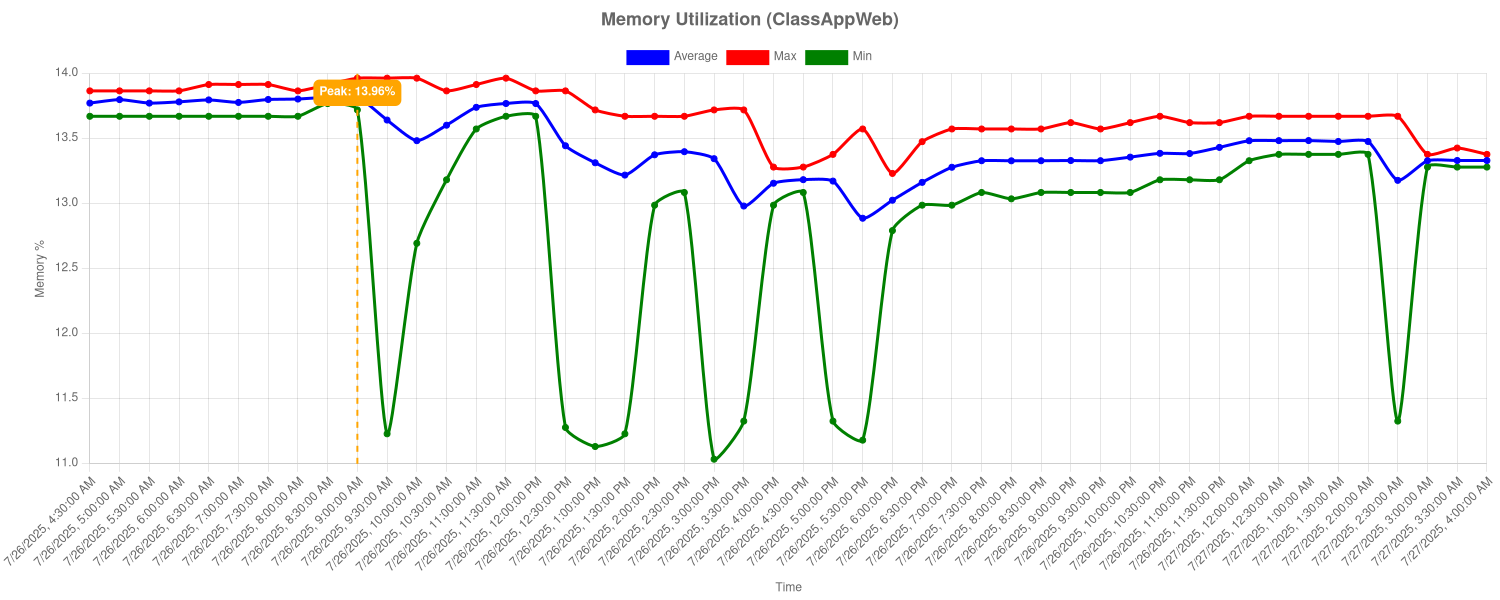 Memory Utilization (ClassAppWeb)
Average Max Min
Peak: 13.96%
14.0
13.5
13.0
12.5
12.0
11.5
11.0
Memory %
7/26/2025, 4:30:00 AM
7/26/2025, 5:00:00 AM
7/26/2025, 5:30:00 AM
7/26/2025, 6:00:00 AM
7/26/2025, 6:30:00 AM
7/26/2025, 7:00:00 AM
7/26/2025, 7:30:00 AM
7/26/2025, 8:00:00 AM
7/26/2025, 8:30:00 AM
7/26/2025, 9:00:00 AM
7/26/2025, 9:30:00 AM
7/26/2025, 10:00:00 AM
7/26/2025, 10:30:00 AM
7/26/2025, 11:00:00 AM
7/26/2025, 11:30:00 AM
7/26/2025, 12:00:00 PM
7/26/2025, 12:30:00 PM
7/26/2025, 1:00:00 PM
7/26/2025, 1:30:00 PM
7/26/2025, 2:00:00 PM
7/26/2025, 2:30:00 PM
7/26/2025, 3:00:00 PM
7/26/2025, 3:30:00 PM
7/26/2025, 4:00:00 PM
7/26/2025, 4:30:00 PM
7/26/2025, 5:00:00 PM
7/26/2025, 5:30:00 PM
7/26/2025, 6:00:00 PM
7/26/2025, 6:30:00 PM
7/26/2025, 7:00:00 PM
7/26/2025, 7:30:00 PM
7/26/2025, 8:00:00 PM
7/26/2025, 8:30:00 PM
7/26/2025, 9:00:00 PM
7/26/2025, 9:30:00 PM
7/26/2025, 10:00:00 PM
7/26/2025, 10:30:00 PM
7/26/2025, 11:00:00 PM
7/26/2025, 11:30:00 PM
7/27/2025, 12:00:00 AM
7/27/2025, 12:30:00 AM
7/27/2025, 1:00:00 AM
7/27/2025, 1:30:00 AM
7/27/2025, 2:00:00 AM
7/27/2025, 2:30:00 AM
7/27/2025, 3:00:00 AM
7/27/2025, 3:30:00 AM
7/27/2025, 4:00:00 AM
Time